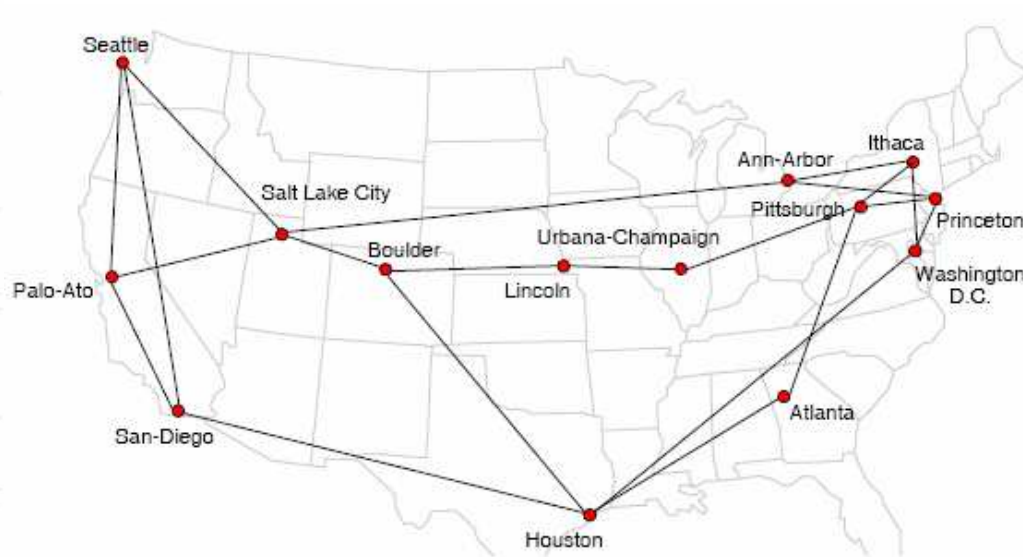 Seattle
Ithaca
Ann-Arbor
Salt Lake City
Pittsburgh
Princeton
Urbana-Champaign
Boulder
Washington
D.C.
Palo-Ato
Lincoln
Atlanta
San-Diego
Houston